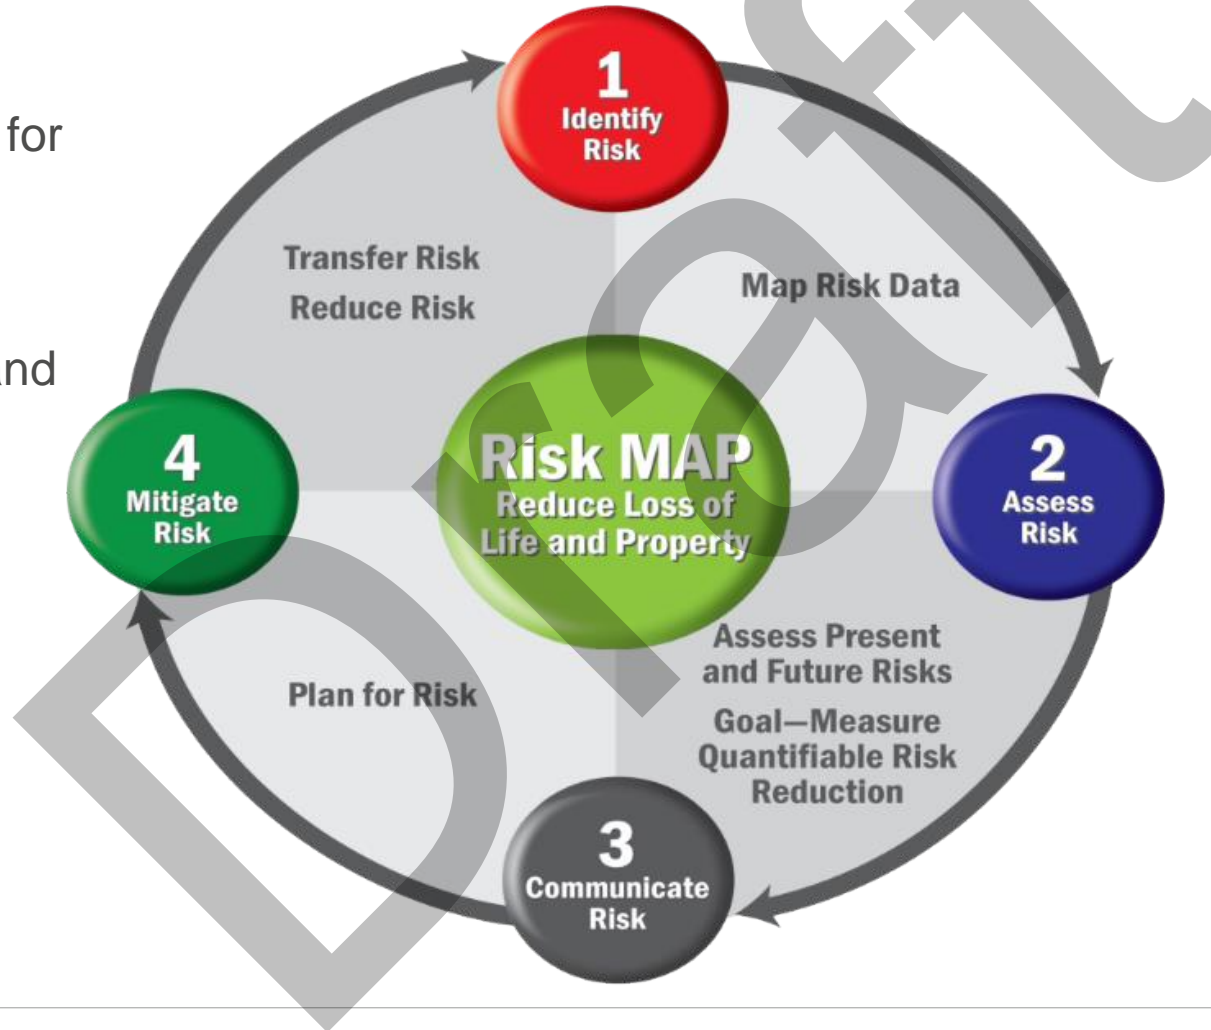 for
1
Identify
Risk
Transfer Risk
Reduce Risk
Map Risk Data
Risk MAP
Reduce Loss of
Life and Property
4
Mitigate
Risk
2
Assess
Risk
Assess Present
and Future Risks
Goal—Measure
Quantifiable Risk
Reduction
Plan for Risk
3
Communicate
Risk
Draft